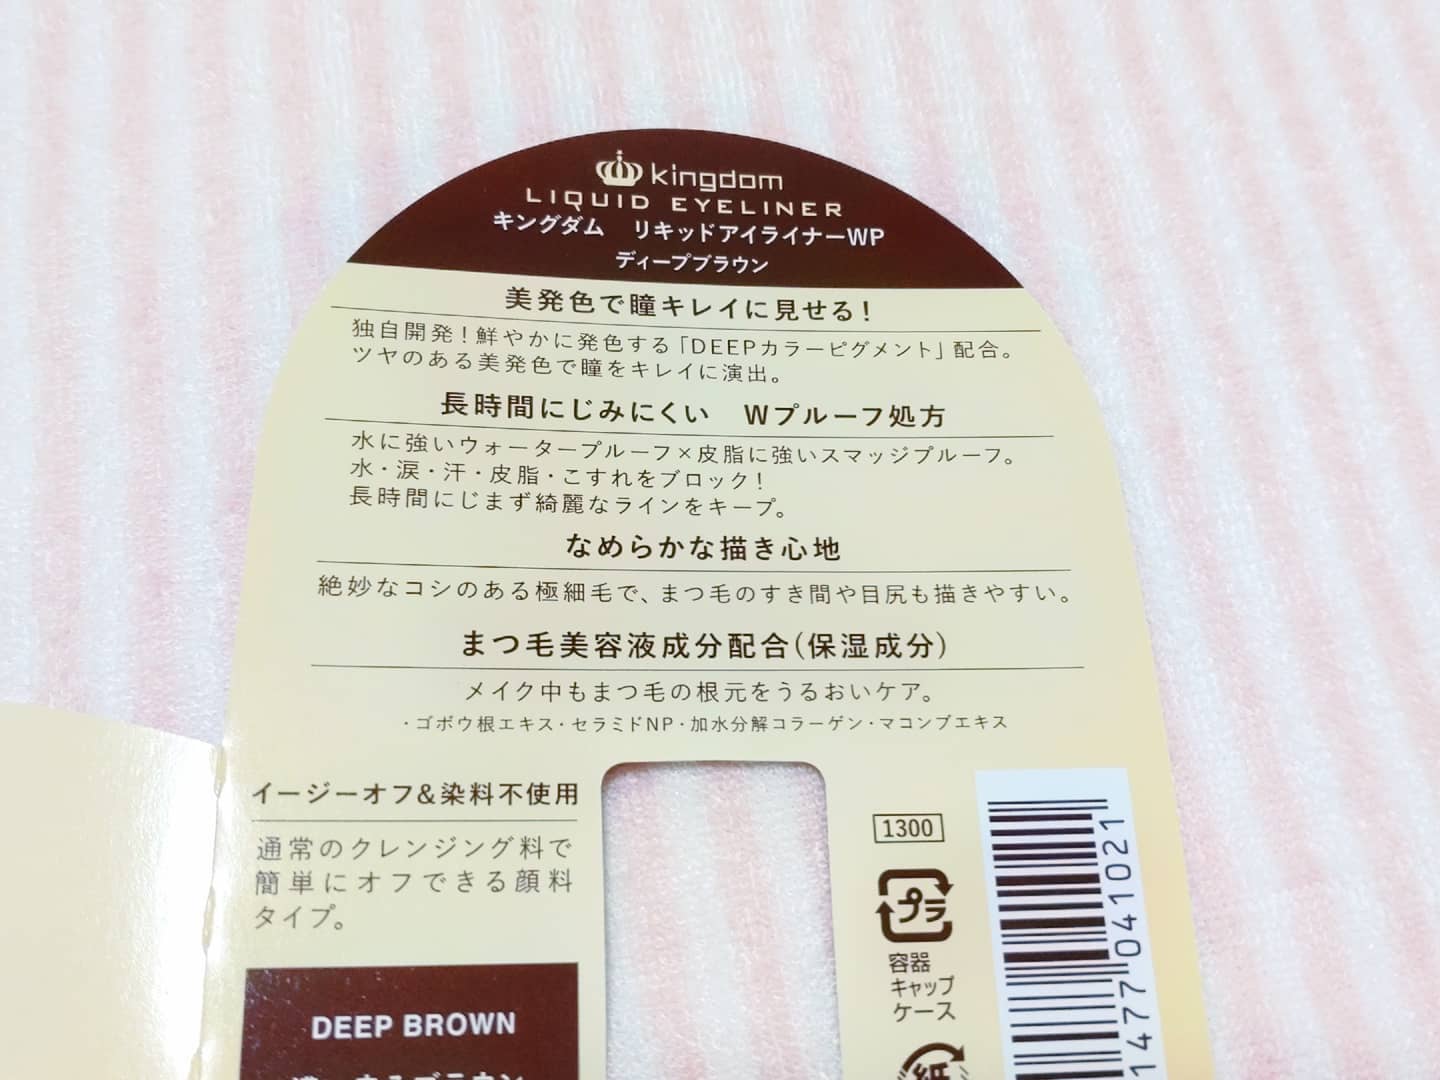 kingdom
LIQUID EYELINER
キングダム リキッドアイライナーWP
ディープブラウン
美発色で瞳キレイに見せる!
独自開発!鮮やかに発色する「DEEPカラーピグメント」配合。
ツヤのある美発色で瞳をキレイに演出。
長時間にじみにくい Wプルーフ処方
水に強いウォータープルーフ×皮脂に強いスマッジプルーフ。
水・涙・汗・皮脂・こすれをブロック!
長時間にじまず綺麗なラインをキープ。
なめらかな描き心地
絶妙なコシのある極細毛で、まつ毛のすき間や目尻も描きやすい。
まつ毛美容液成分配合(保湿成分)
メイク中もまつ毛の根元をうるおいケア。
・ゴボウ根エキス・セラミドNP・加水分解コラーゲン・マコンブエキス
イージーオフ&染料不使用
通常のクレンジング料で
簡単にオフできる顔料
タイプ。
DEEP BROWN
1300
プラ
容器
キャップ
ケース
紙
1477041021